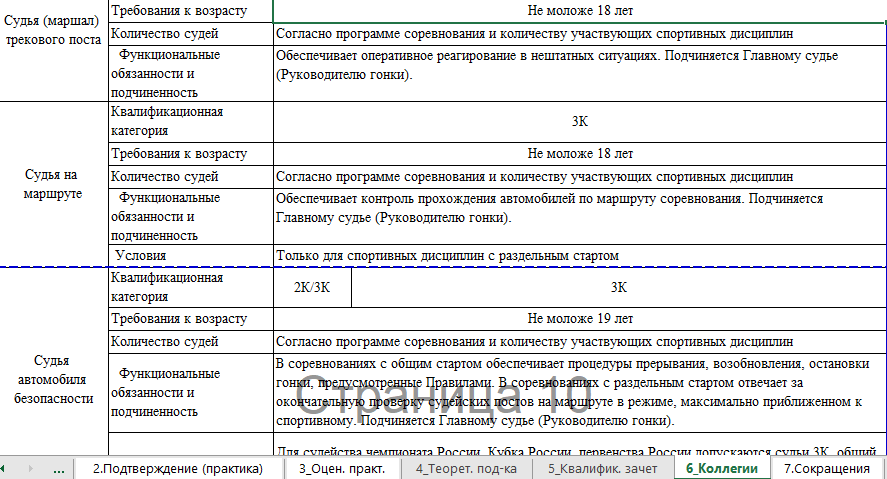 Судья (маршал)
трекового поста
Требования к возрасту
Не моложе 18 лет
Количество судей
Согласно программе соревнования и количеству участвующих спортивных дисциплин
Функциональные
обязанности и
подчиненность
Обеспечивает оперативное реагирование в нештатных ситуациях. Подчиняется Главному судье
(Руководителю гонки).
Судья на
маршруте
Квалификационная
категория
3К
Требования к возрасту
Не моложе 18 лет
Количество судей
Согласно программе соревнования и количеству участвующих спортивных дисциплин
Функциональные
обязанности и
подчиненность
Обеспечивает контроль прохождения автомобилей по маршруту соревнования. Подчиняется
Главному судье (Руководителю гонки).
Условия
Только для спортивных дисциплин с раздельным стартом
Судья
автомобиля
безопасности
Квалификационная
категория
2К/3К
3К
Требования к возрасту
Не моложе 19 лет
Количество судей
Согласно программе соревнования и количеству участвующих спортивных дисциплин
Функциональные
обязанности и
подчиненность
В соревнованиях с общим стартом обеспечивает процедуры прерывания, возобновления, остановки
гонки, предусмотренные Правилами. В соревнованиях с раздельным стартом отвечает за
окончательную проверку судейских постов на маршруте в режиме, максимально приближенном к
спортивному. Подчиняется Главному судье (Руководителю гонки).
Страница 10
Для судейства чемпионата России, Кубка России, первенства России допускаются судьи 3К, общий
...
2.Подтверждение (практика)
3_Оцен. практ.
4_Теорет. под-ка
5_Квалифик. зачет
6_Коллегии
7.Сокращения